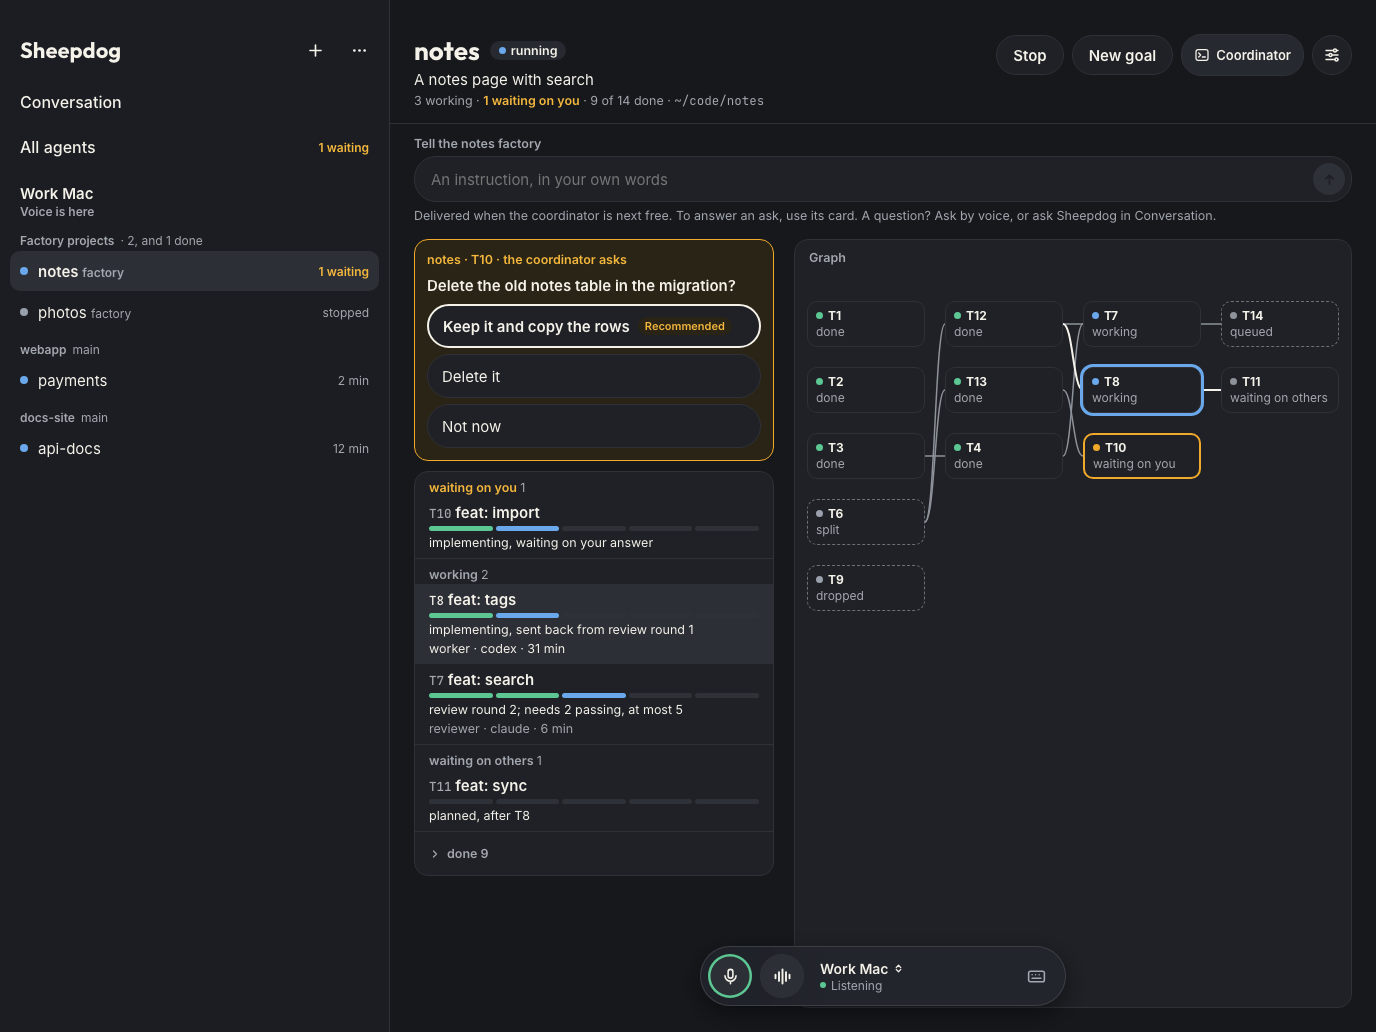 Sheepdog
Conversation
All agents 1 waiting
Work Mac
Voice is here
Factory projects · 2, and 1 done
notes factory 1 waiting
photos factory stopped
webapp main
payments 2 min
docs-site main
api-docs 12 min
notes running
A notes page with search
3 working · 1 waiting on you · 9 of 14 done · ~/code/notes
Stop New goal Coordinator
Tell the notes factory
An instruction, in your own words
Delivered when the coordinator is next free. To answer an ask, use its card. A question? Ask by voice, or ask Sheepdog in Conversation.
notes · T10 · the coordinator asks
Delete the old notes table in the migration?
Keep it and copy the rows Recommended
Delete it
Not now
waiting on you 1
T10 feat: import
implementing, waiting on your answer
working 2
T8 feat: tags
implementing, sent back from review round 1
worker · codex · 31 min
T7 feat: search
review round 2; needs 2 passing, at most 5
reviewer · claude · 6 min
waiting on others 1
T11 feat: sync
planned, after T8
done 9
Graph
T1
done
T12
done
T7
working
T14
queued
T2
done
T13
done
T8
working
T11
waiting on others
T3
done
T4
done
T10
waiting on you
T6
split
T9
dropped
Work Mac
Listening